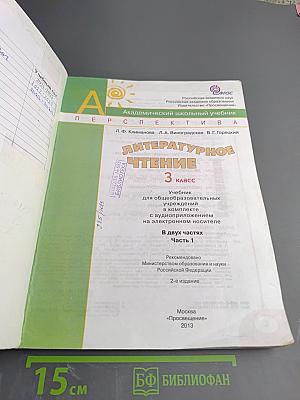 ФГОС
Российская академия наук
Российская академия образования
Издательство «Просвещение»
Академический школьный учебник
ПЕРСПЕКТИВА
Л.Ф. Климанова Л.А. Виноградская В.Г. Горецкий
ЛИТЕРАТУРНОЕ
ЧТЕНИЕ
3 КЛАСС
Учебник
для общеобразовательных
учреждений
в комплекте
с аудиоприложением
на электронном носителе
В двух частях
Часть 1
Рекомендовано
Министерством образования и науки
Российской Федерации
2-е издание
Москва
«Просвещение»
2013
15 см
БФ БИБЛИОФАН